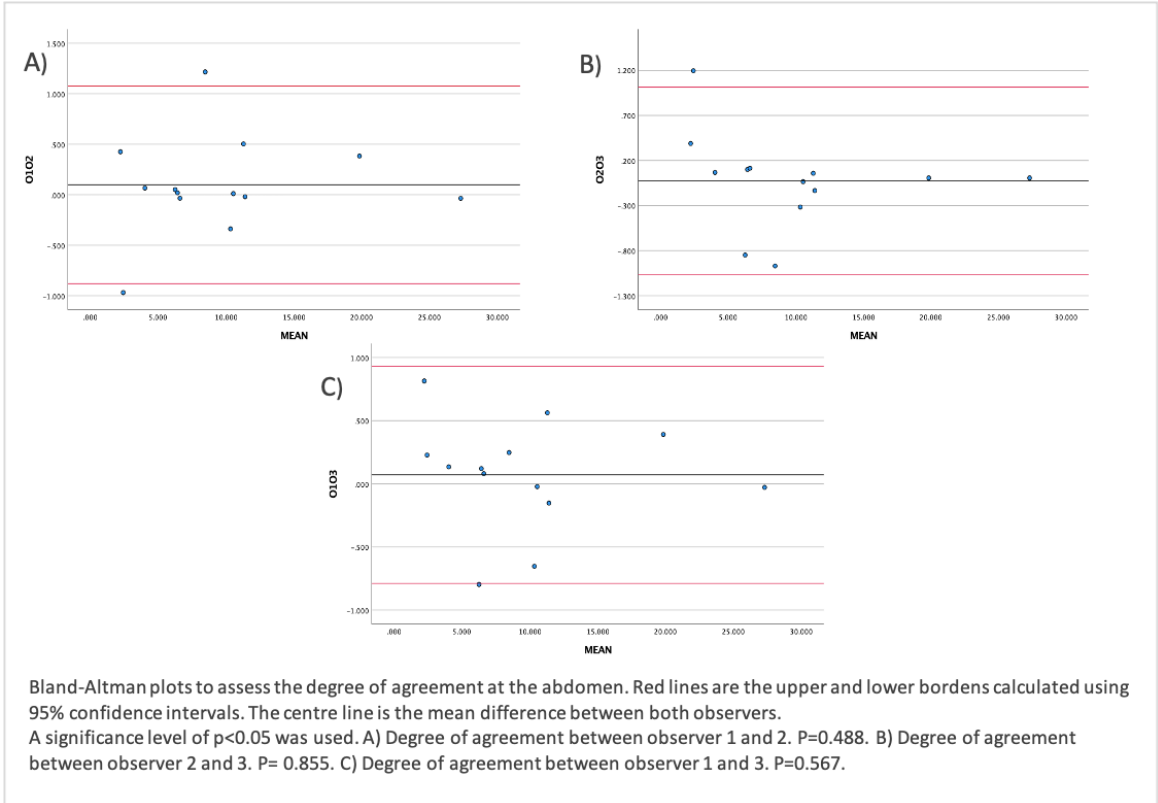 A)
1.500
1.000
.500
.000
-.500
-1.000
O1O2
.000 5.000 10.000 15.000 20.000 25.000 30.000
MEAN
B)
1.200
.700
.200
-.300
-.800
-1.300
O2O3
.000 5.000 10.000 15.000 20.000 25.000 30.000
MEAN
C)
1.000
.500
.000
-.500
-1.000
O1O3
.000 5.000 10.000 15.000 20.000 25.000 30.000
MEAN
Bland-Altman plots to assess the degree of agreement at the abdomen. Red lines are the upper and lower bordens calculated using
95% confidence intervals. The centre line is the mean difference between both observers.
A significance level of p<0.05 was used. A) Degree of agreement between observer 1 and 2. P=0.488. B) Degree of agreement
between observer 2 and 3. P= 0.855. C) Degree of agreement between observer 1 and 3. P=0.567.